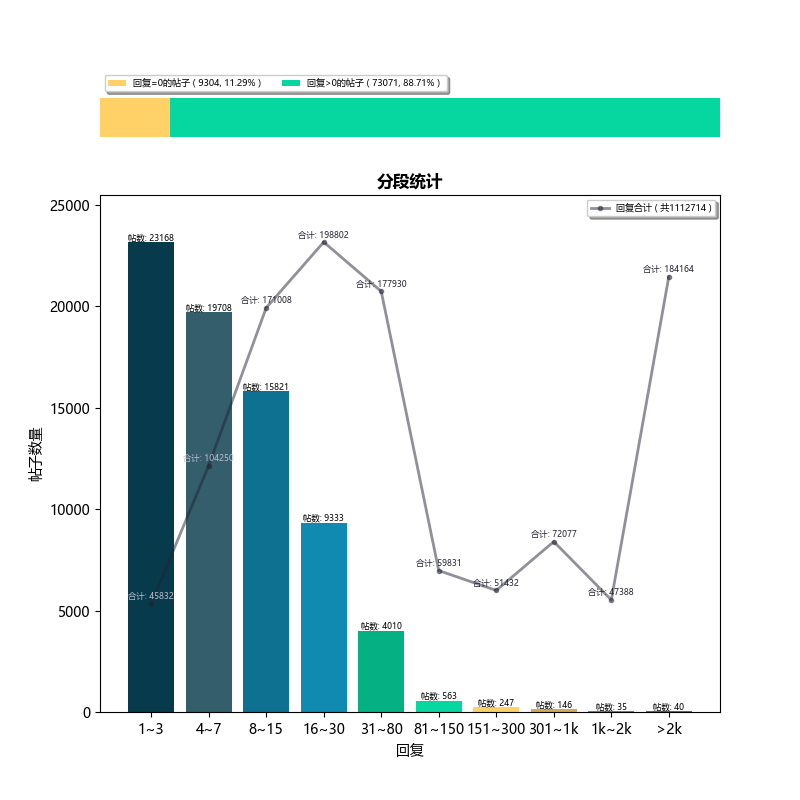 回复=0的帖子 ( 9304, 11.29% ) 回复>0的帖子 ( 73071, 88.71% )
分段统计
回复合计 ( 共1112714 )
25000
20000
15000
10000
5000
0
帖子数量
帖数: 23168
帖数: 19708
帖数: 15821
帖数: 9333
帖数: 4010
帖数: 563
帖数: 247
帖数: 146
帖数: 35
帖数: 40
合计: 45832
合计: 104250
合计: 171008
合计: 198802
合计: 177930
合计: 59831
合计: 51432
合计: 72077
合计: 47388
合计: 184164
1~3 4~7 8~15 16~30 31~80 81~150 151~300 301~1k 1k~2k >2k
回复